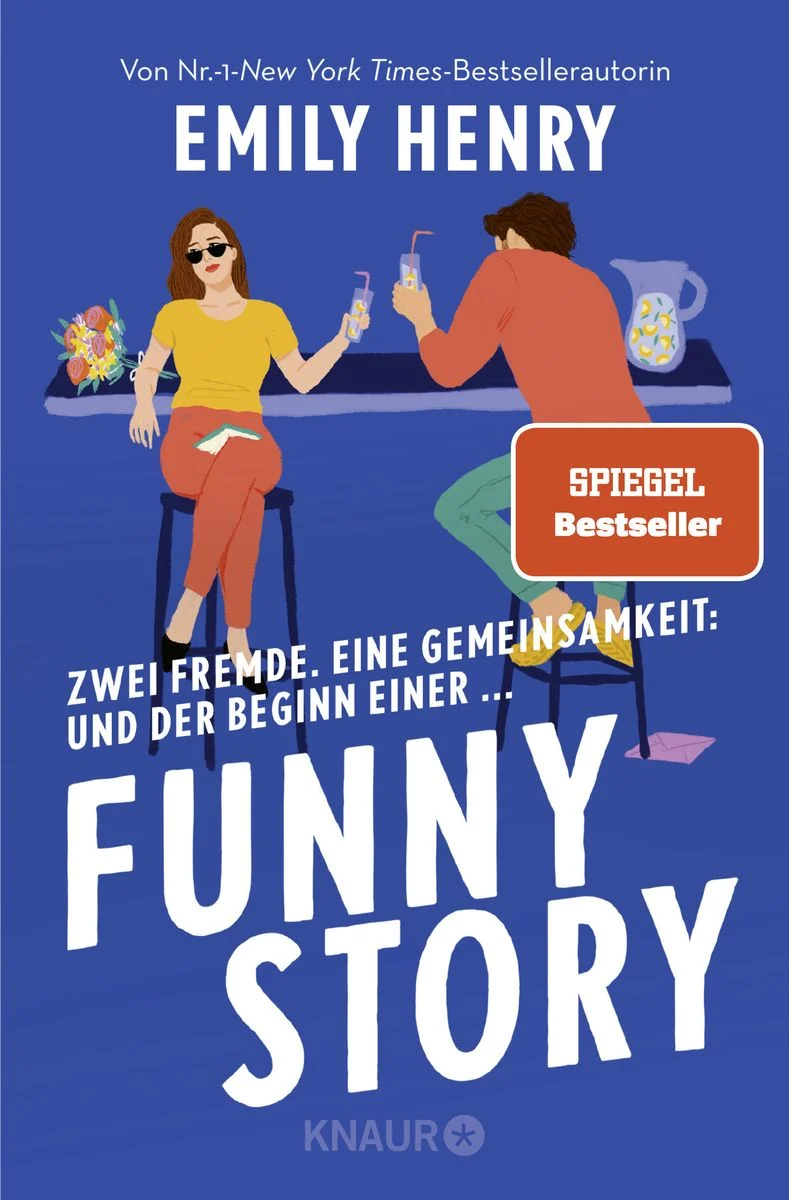 Von Nr.-1-New York Times-Bestsellerautorin
EMILY HENRY
SPIEGEL
Bestseller
ZWEI FREMDE. EINE GEMEINSAMKEIT:
UND DER BEGINN EINER ...
FUNNY
STORY
KNAUR*